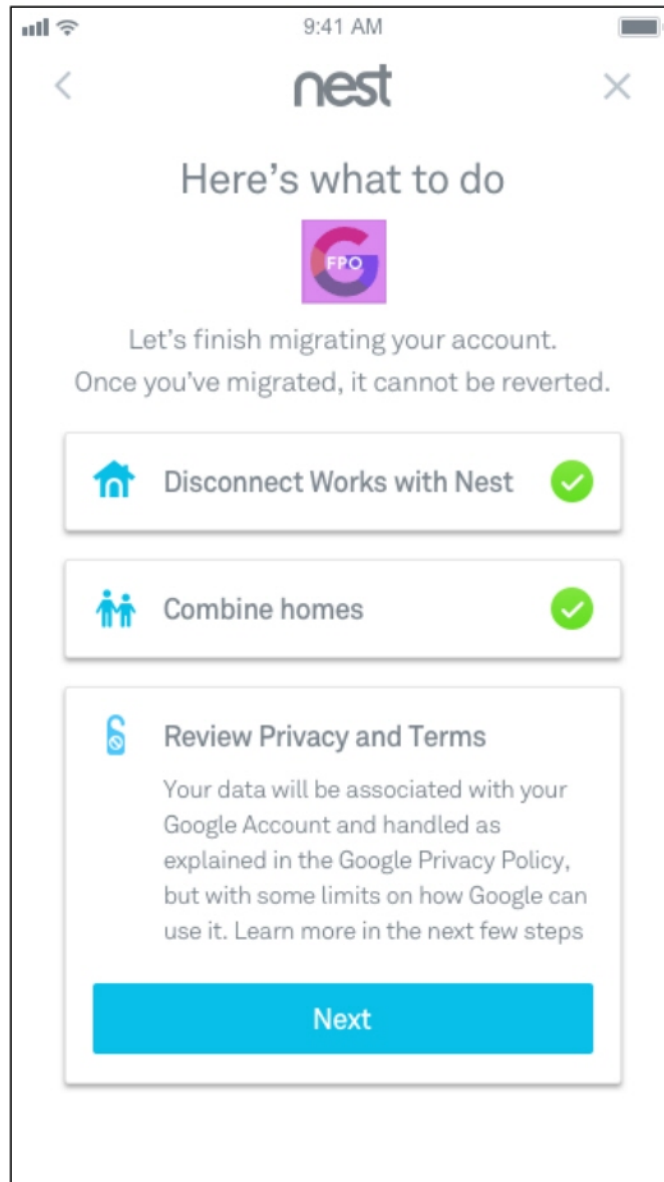 9:41 AM
nest
Here's what to do
FPO
Let's finish migrating your account.
Once you've migrated, it cannot be reverted.
Disconnect Works with Nest
Combine homes
Review Privacy and Terms
Your data will be associated with your
Google Account and handled as
explained in the Google Privacy Policy,
but with some limits on how Google can
use it. Learn more in the next few steps
Next